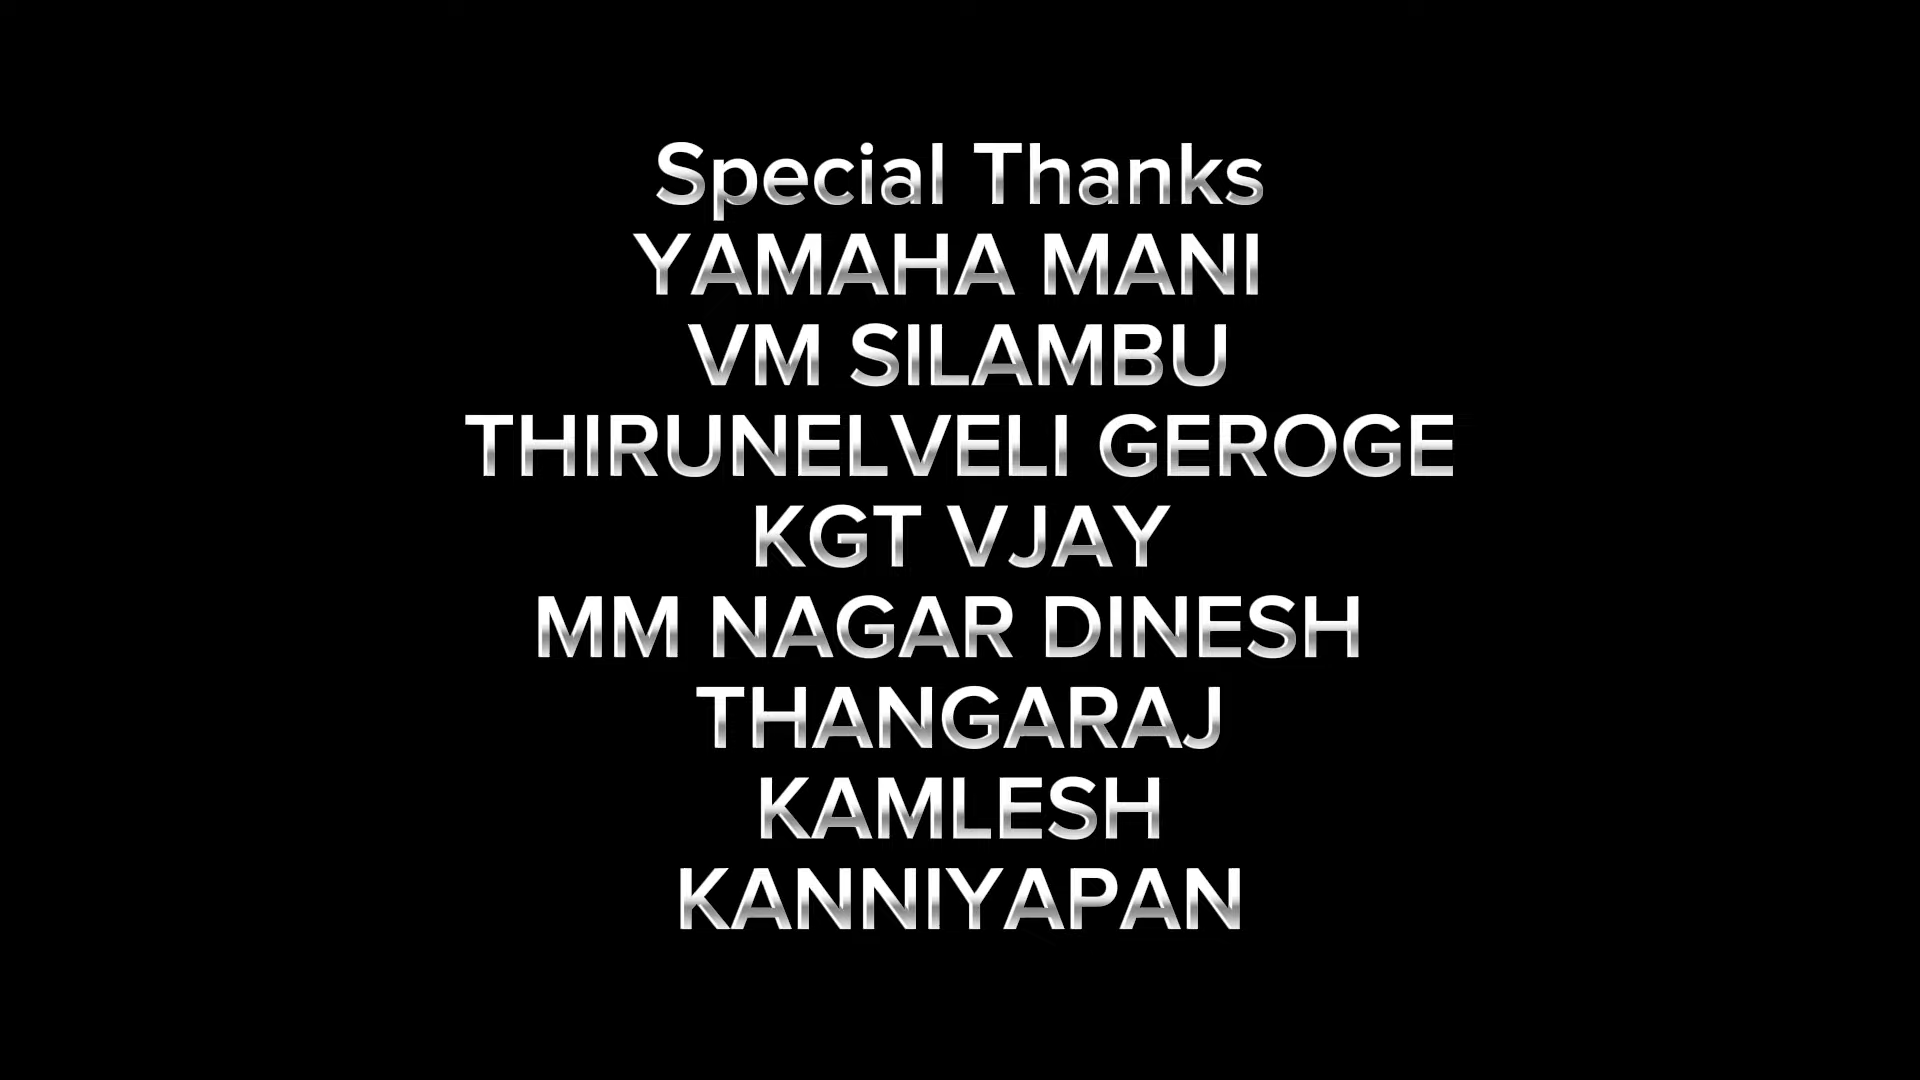 Special Thanks
YAMAHA MANI
VM SILAMBU
THIRUNELVELI GEROGE
KGT VJAY
MM NAGAR DINESH
THANGARAJ
KAMLESH
KANNIYAPAN